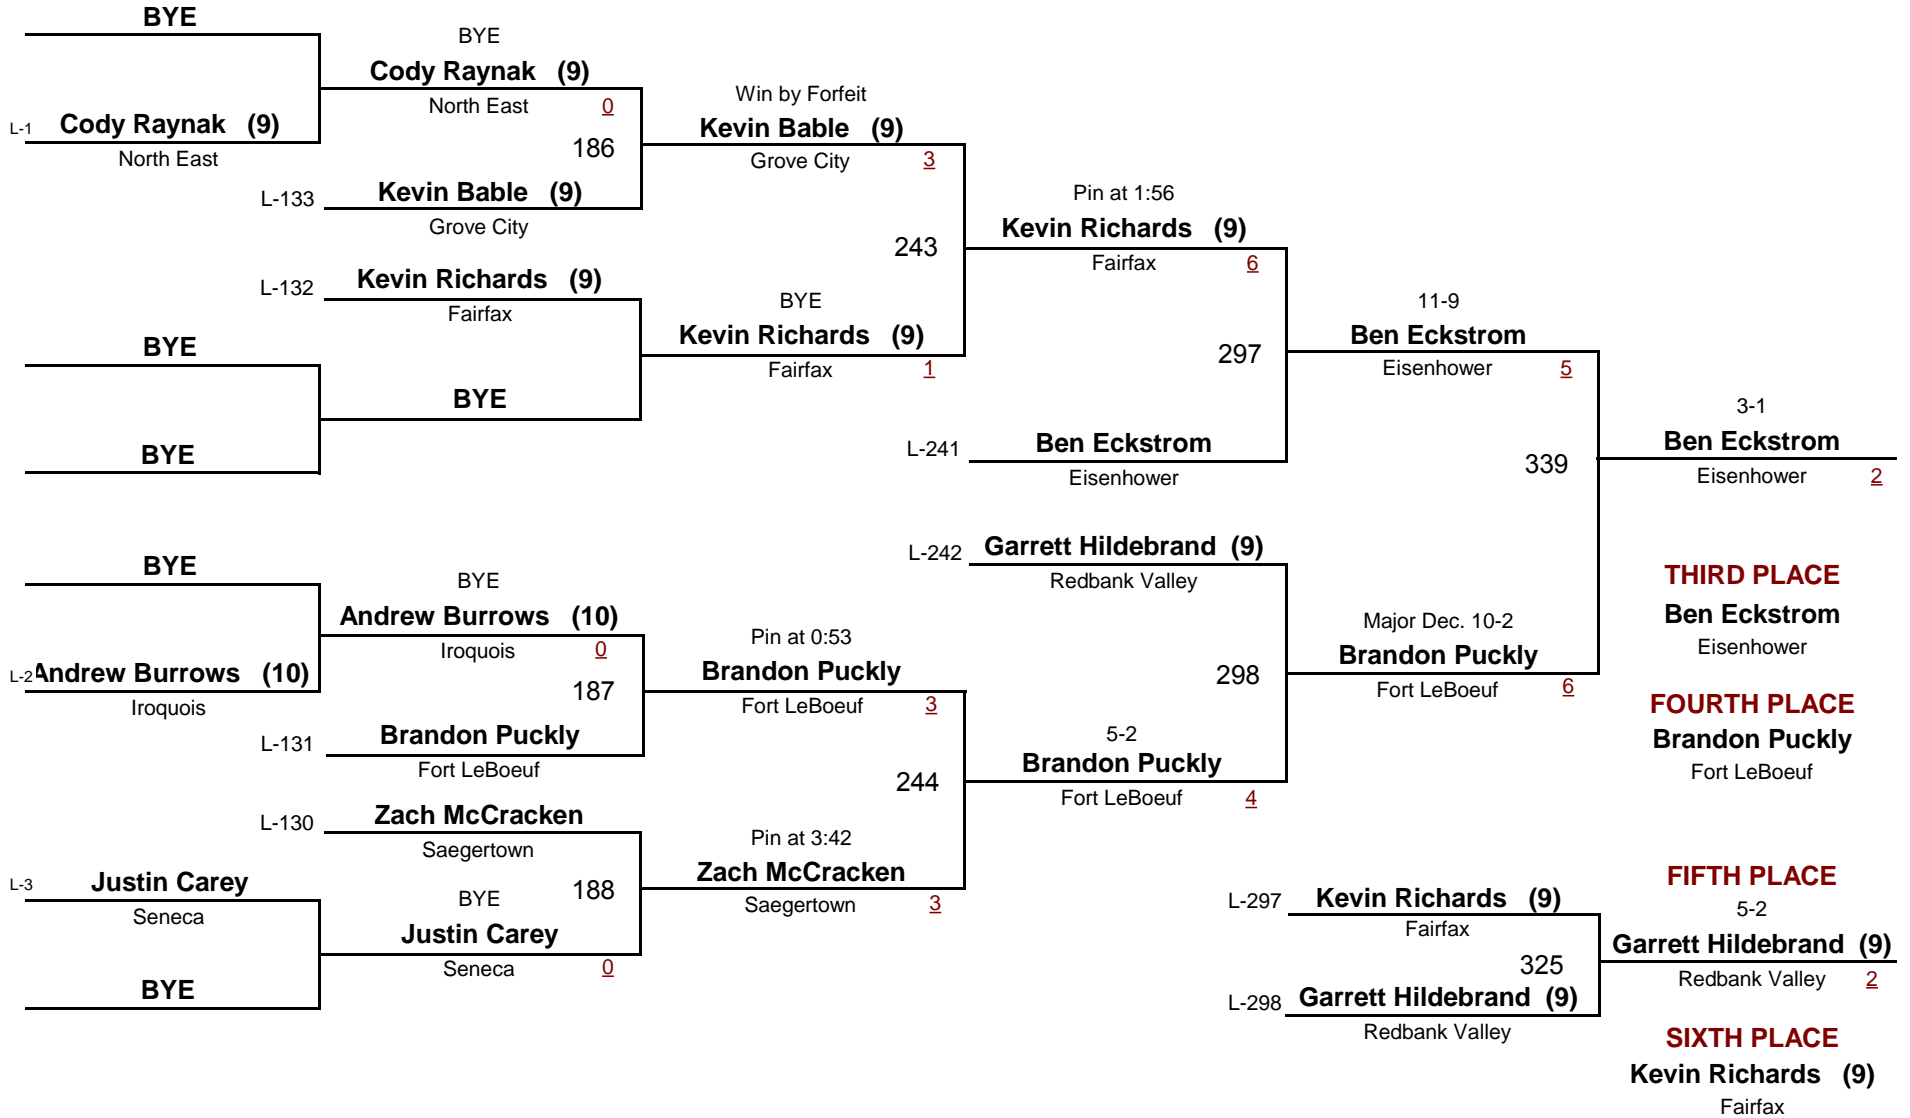 BYE
L-1 Cody Raynak (9)
North East
BYE
BYE
BYE
L-2 Andrew Burrows (10)
Iroquois
L-3 Justin Carey
Seneca
BYE
BYE
Cody Raynak (9)
North East 0
186
L-133 Kevin Bable (9)
Grove City
L-132 Kevin Richards (9)
Fairfax
BYE
BYE
Andrew Burrows (10)
Iroquois 0
187
L-131 Brandon Puckly
Fort LeBoeuf
L-130 Zach McCracken
Saegertown
188
BYE
Justin Carey
Seneca 0
Win by Forfeit
Kevin Bable (9)
Grove City 3
243
BYE
Kevin Richards (9)
Fairfax 1
Pin at 0:53
Brandon Puckly
Fort LeBoeuf 3
244
Pin at 3:42
Zach McCracken
Saegertown 3
Pin at 1:56
Kevin Richards (9)
Fairfax 6
297
L-241 Ben Eckstrom
Eisenhower
L-242 Garrett Hildebrand (9)
Redbank Valley
298
5-2
Brandon Puckly
Fort LeBoeuf 4
11-9
Ben Eckstrom
Eisenhower 5
339
Major Dec. 10-2
Brandon Puckly
Fort LeBoeuf 6
3-1
Ben Eckstrom
Eisenhower 2
THIRD PLACE
Ben Eckstrom
Eisenhower
FOURTH PLACE
Brandon Puckly
Fort LeBoeuf
L-297 Kevin Richards (9)
Fairfax
325
L-298 Garrett Hildebrand (9)
Redbank Valley
FIFTH PLACE
5-2
Garrett Hildebrand (9)
Redbank Valley 2
SIXTH PLACE
Kevin Richards (9)
Fairfax